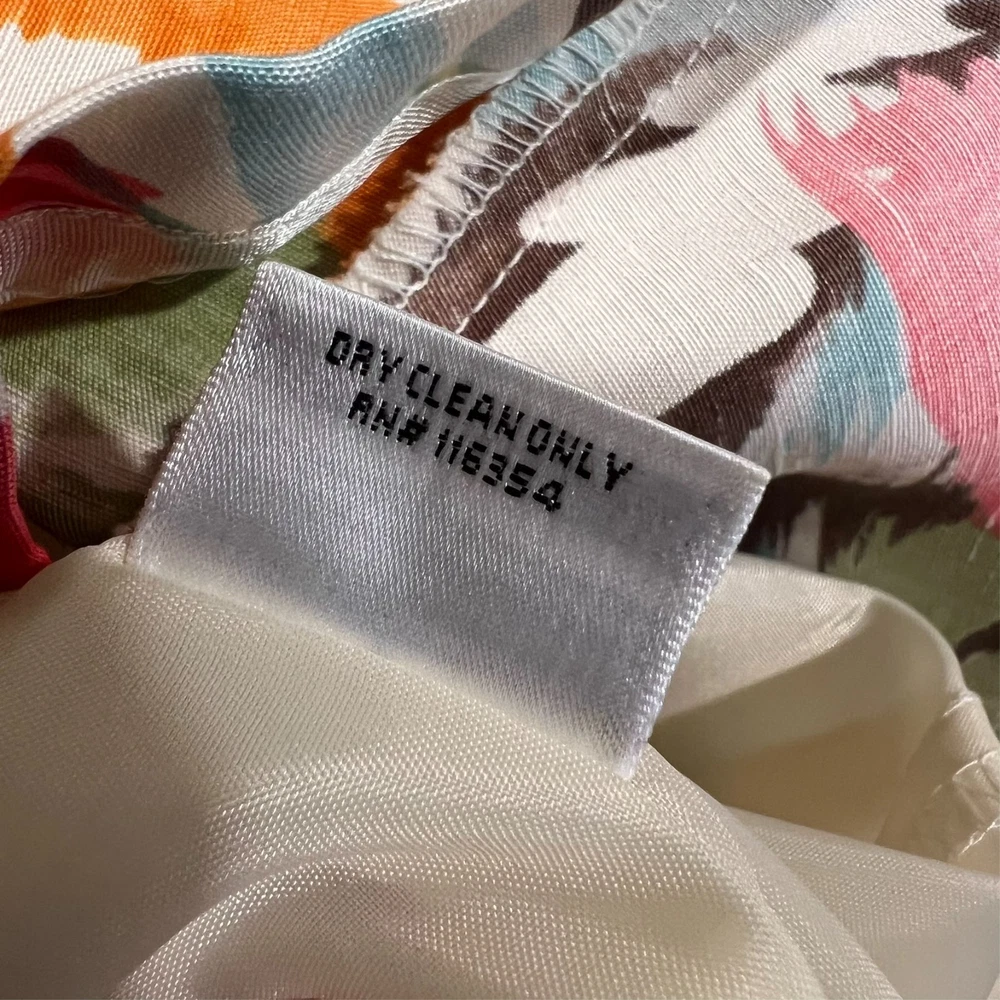 DRY CLEAN ONLY
RN# 116354